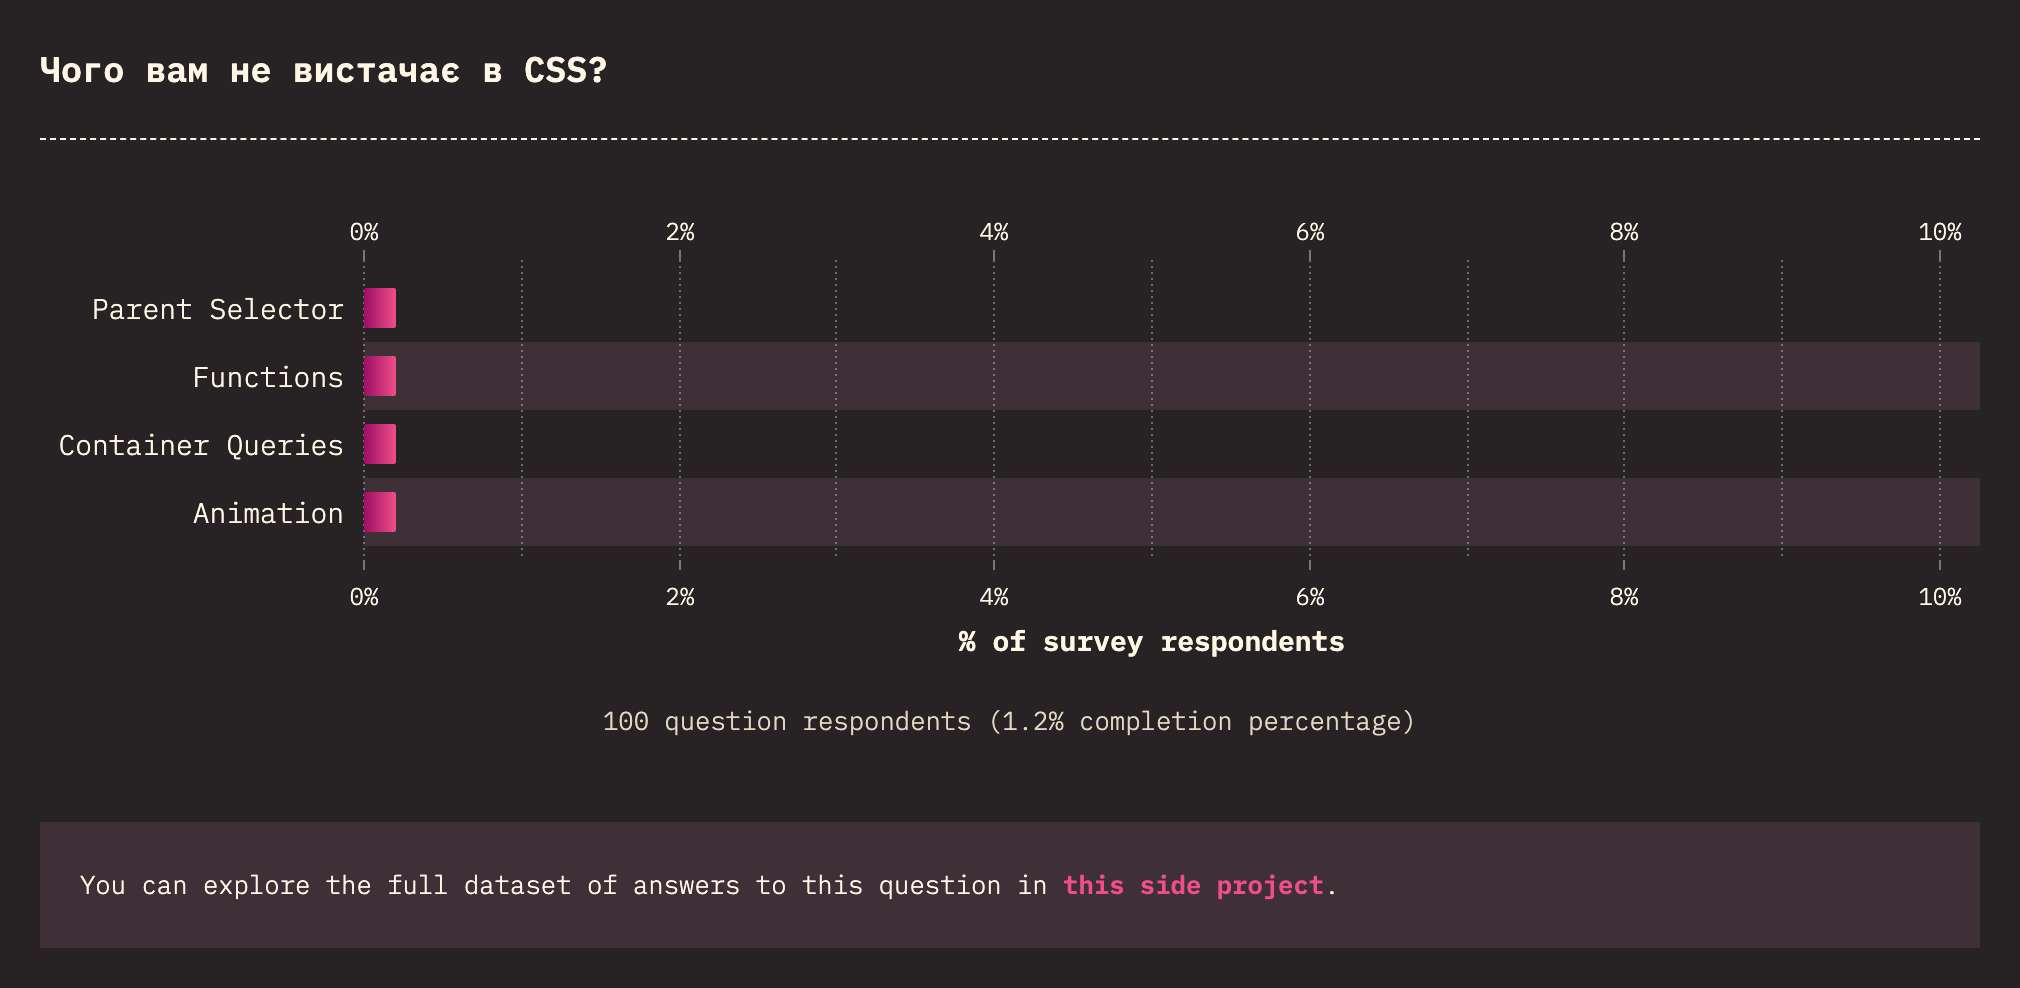 Чого вам не вистачає в CSS?
0% 2% 4% 6% 8% 10%
Parent Selector
Functions
Container Queries
Animation
0% 2% 4% 6% 8% 10%
% of survey respondents
100 question respondents (1.2% completion percentage)
You can explore the full dataset of answers to this question in this side project.